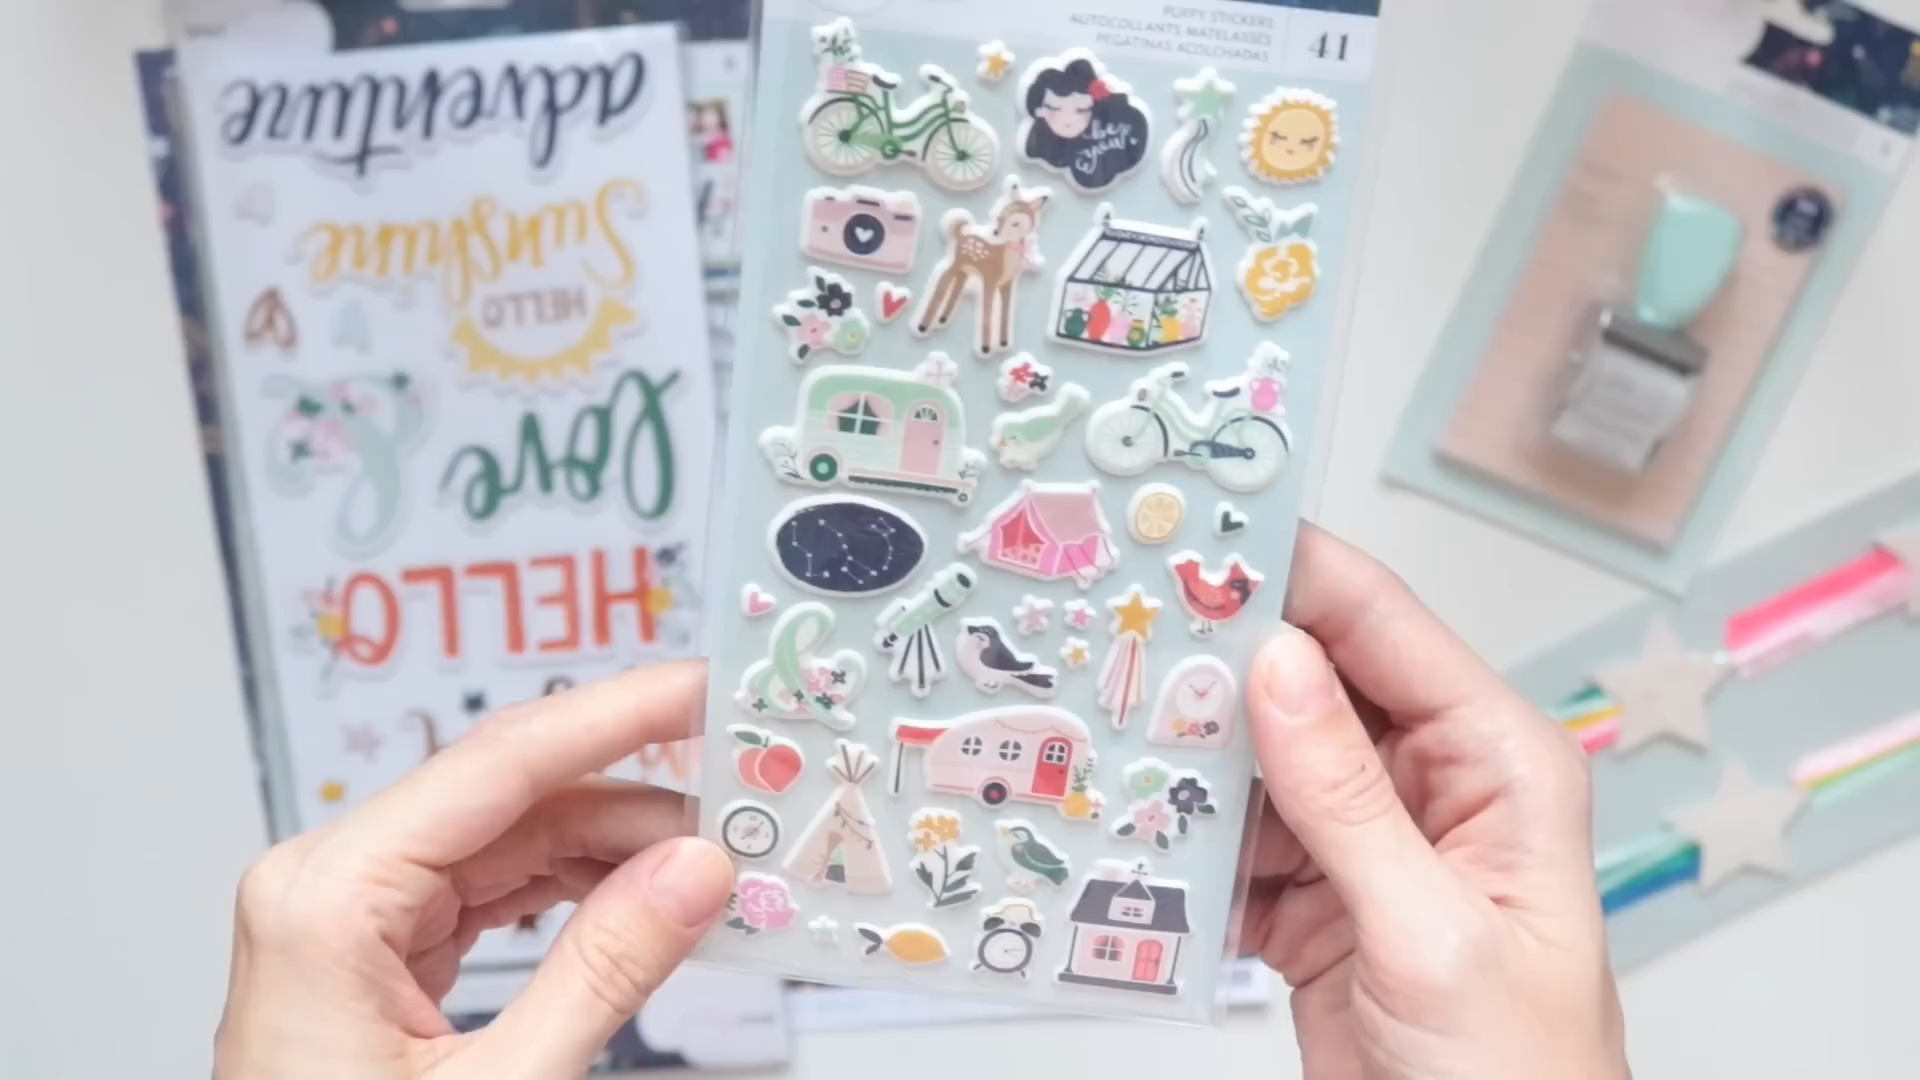 PUFFY STICKERS
AUTOCOLLANTS MATELASSÉS
PEGATINAS ACOLCHADAS
41
be
you
adventure
Sunshine
HELLO
love
HELLO